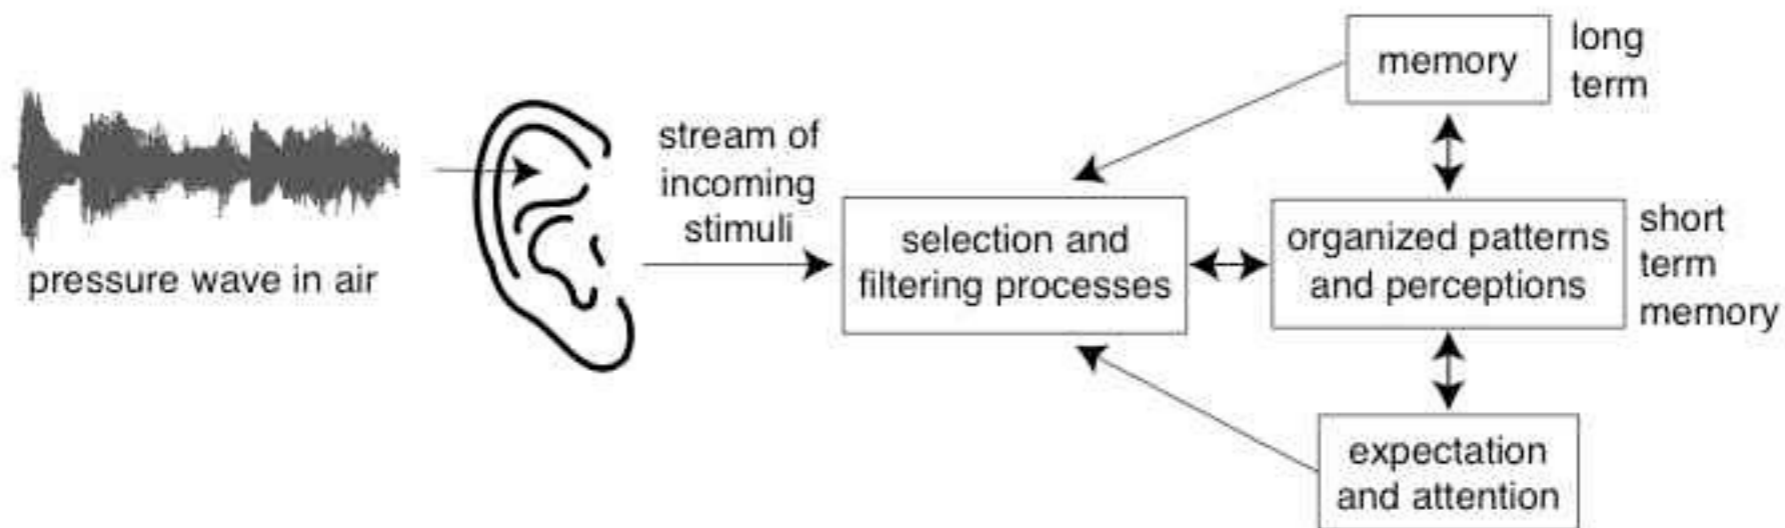 pressure wave in air
stream of
incoming
stimuli
selection and
filtering processes
memory
long
term
organized patterns
and perceptions
short
term
memory
expectation
and attention